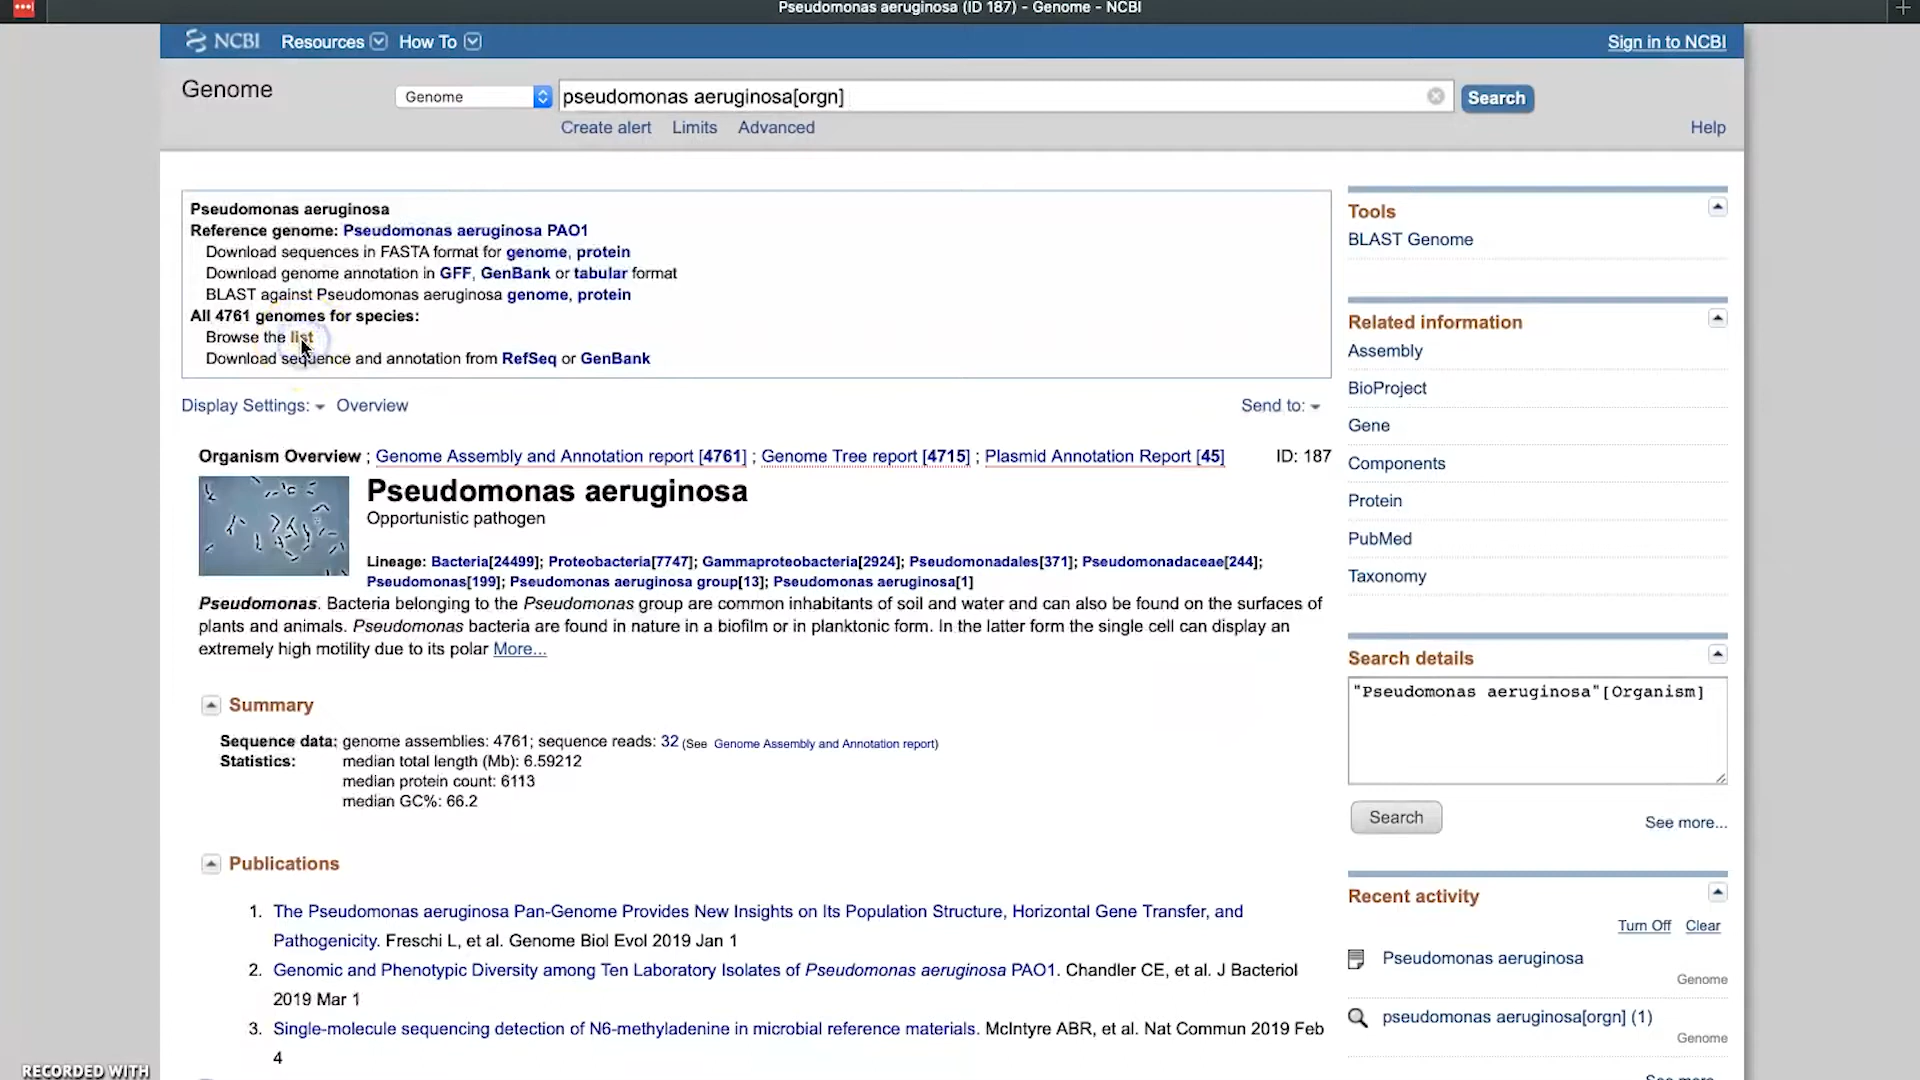 Pseudomonas aeruginosa (ID 187) - Genome - NCBI
NCBI Resources How To Sign in to NCBI
Genome
Genome pseudomonas aeruginosa[orgn] Search
Create alert Limits Advanced Help
Pseudomonas aeruginosa
Reference genome: Pseudomonas aeruginosa PAO1
Download sequences in FASTA format for genome, protein
Download genome annotation in GFF, GenBank or tabular format
BLAST against Pseudomonas aeruginosa genome, protein
All 4761 genomes for species:
Browse the list
Download sequence and annotation from RefSeq or GenBank
Display Settings: Overview Send to:
Organism Overview ; Genome Assembly and Annotation report [4761] ; Genome Tree report [4715] ; Plasmid Annotation Report [45] ID: 187
Pseudomonas aeruginosa
Opportunistic pathogen
Lineage: Bacteria[24499]; Proteobacteria[7747]; Gammaproteobacteria[2924]; Pseudomonadales[371]; Pseudomonadaceae[244];
Pseudomonas[199]; Pseudomonas aeruginosa group[13]; Pseudomonas aeruginosa[1]
Pseudomonas. Bacteria belonging to the Pseudomonas group are common inhabitants of soil and water and can also be found on the surfaces of
plants and animals. Pseudomonas bacteria are found in nature in a biofilm or in planktonic form. In the latter form the single cell can display an
extremely high motility due to its polar More...
Summary
Sequence data: genome assemblies: 4761; sequence reads: 32 (See Genome Assembly and Annotation report)
Statistics: median total length (Mb): 6.59212
median protein count: 6113
median GC%: 66.2
Publications
1. The Pseudomonas aeruginosa Pan-Genome Provides New Insights on Its Population Structure, Horizontal Gene Transfer, and
Pathogenicity. Freschi L, et al. Genome Biol Evol 2019 Jan 1
2. Genomic and Phenotypic Diversity among Ten Laboratory Isolates of Pseudomonas aeruginosa PAO1. Chandler CE, et al. J Bacteriol
2019 Mar 1
3. Single-molecule sequencing detection of N6-methyladenine in microbial reference materials. McIntyre ABR, et al. Nat Commun 2019 Feb
4
Tools
BLAST Genome
Related information
Assembly
BioProject
Gene
Components
Protein
PubMed
Taxonomy
Search details
"Pseudomonas aeruginosa"[Organism]
Search See more...
Recent activity
Turn Off Clear
Pseudomonas aeruginosa
Genome
pseudomonas aeruginosa[orgn] (1)
Genome
See more...
RECORDED WITH